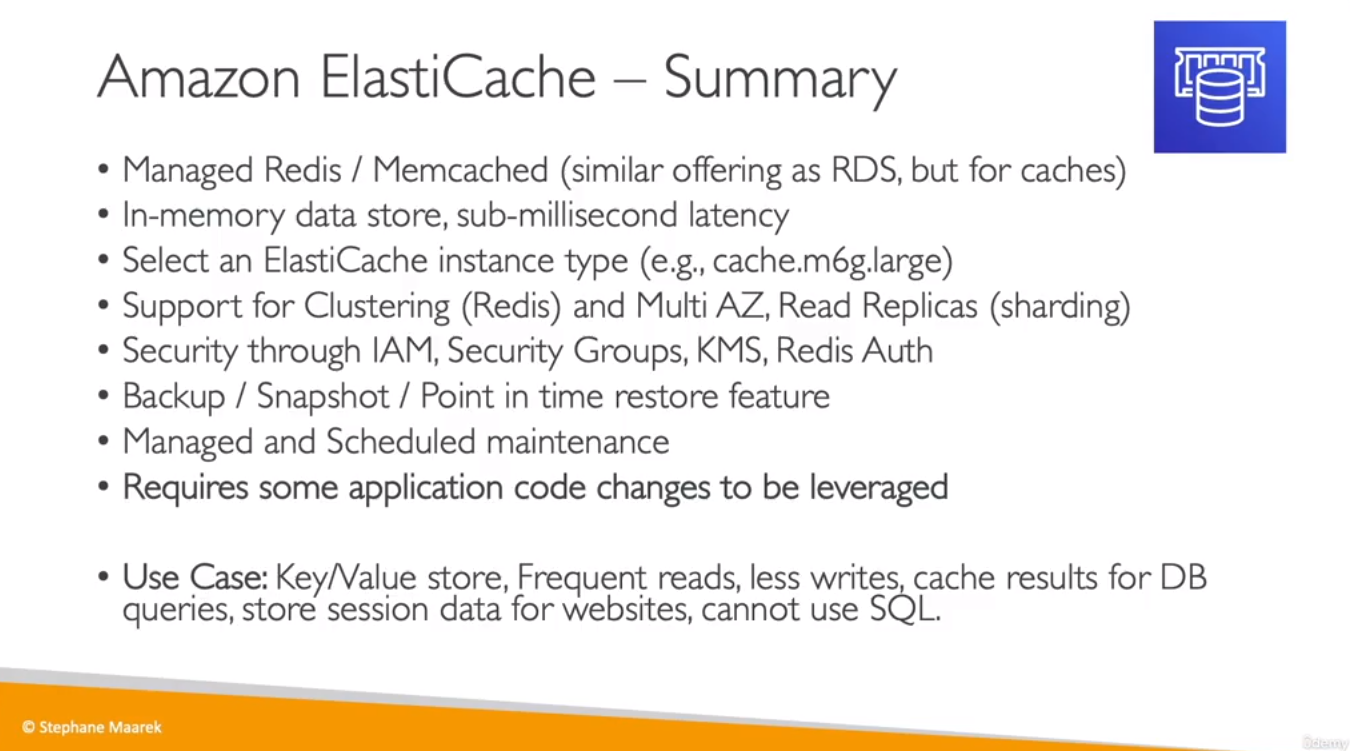 Amazon ElastiCache – Summary
• Managed Redis / Memcached (similar offering as RDS, but for caches)
• In-memory data store, sub-millisecond latency
• Select an ElastiCache instance type (e.g., cache.m6g.large)
• Support for Clustering (Redis) and Multi AZ, Read Replicas (sharding)
• Security through IAM, Security Groups, KMS, Redis Auth
• Backup / Snapshot / Point in time restore feature
• Managed and Scheduled maintenance
• Requires some application code changes to be leveraged
• Use Case: Key/Value store, Frequent reads, less writes, cache results for DB
queries, store session data for websites, cannot use SQL.
© Stephane Maarek
ûdemy